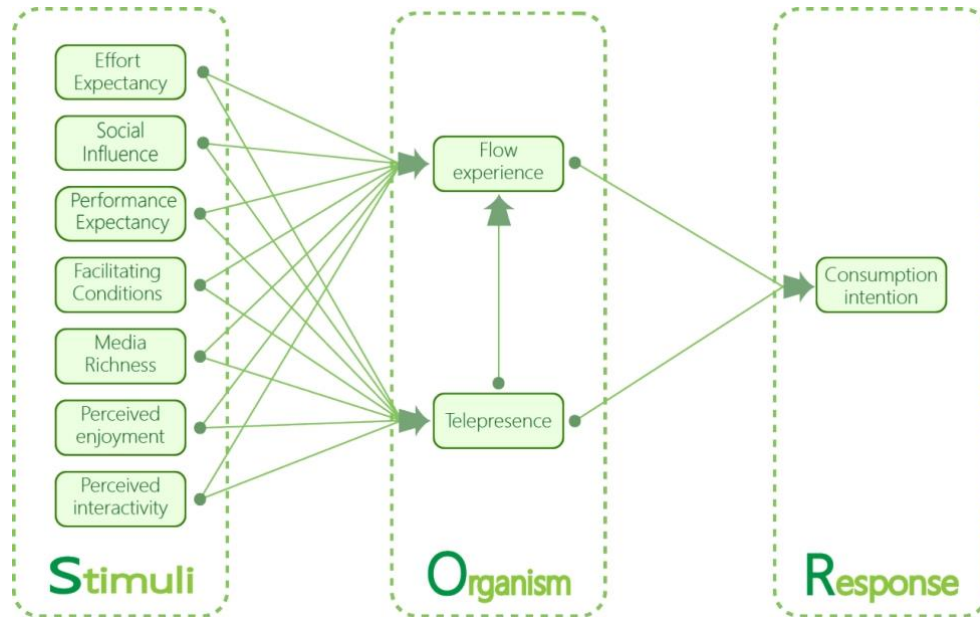 Effort
Expectancy
Social
Influence
Performance
Expectancy
Facilitating
Conditions
Media
Richness
Perceived
enjoyment
Perceived
interactivity
Stimuli
Flow
experience
Telepresence
Organism
Consumption
intention
Response